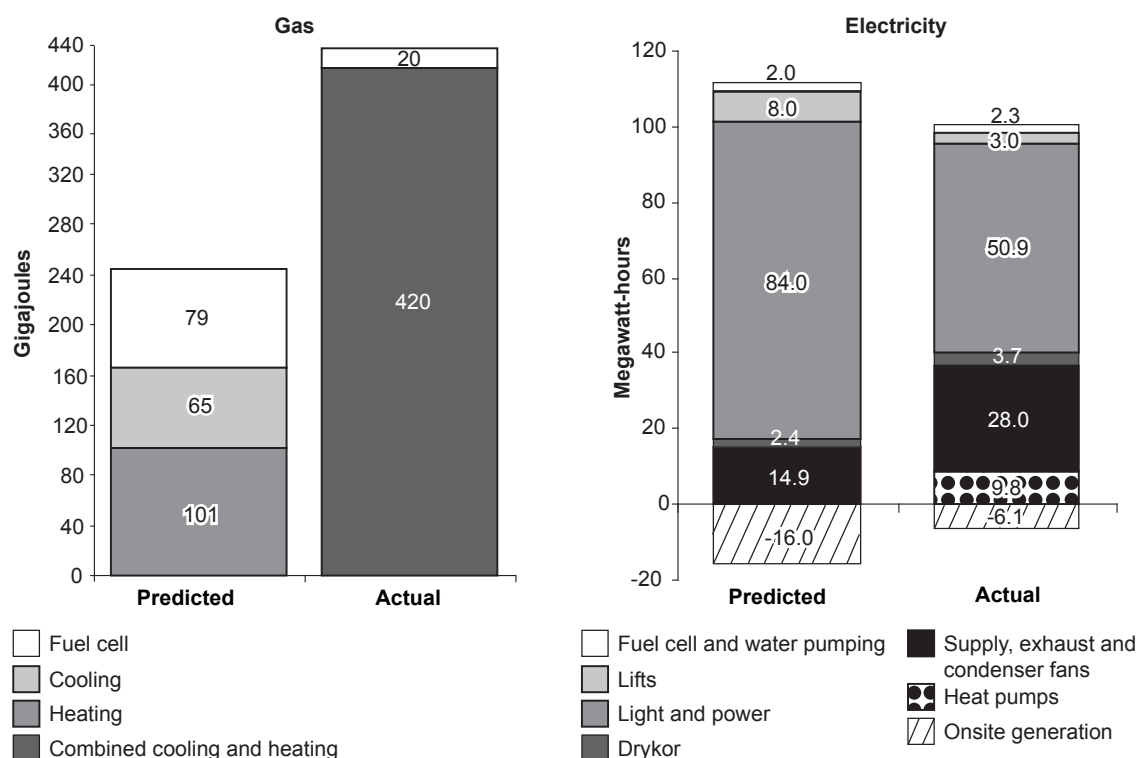 Gas
440
400
360
320
280
240
200
160
120
80
40
0
Gigajoules
79
65
101
20
420
Predicted
Actual
Fuel cell
Cooling
Heating
Combined cooling and heating
Electricity
120
100
80
60
40
20
0
-20
Megawatt-hours
2.0
8.0
84.0
2.4
14.9
-16.0
2.3
3.0
50.9
3.7
28.0
9.8
-6.1
Predicted
Actual
Fuel cell and water pumping
Lifts
Light and power
Drykor
Supply, exhaust and
condenser fans
Heat pumps
Onsite generation